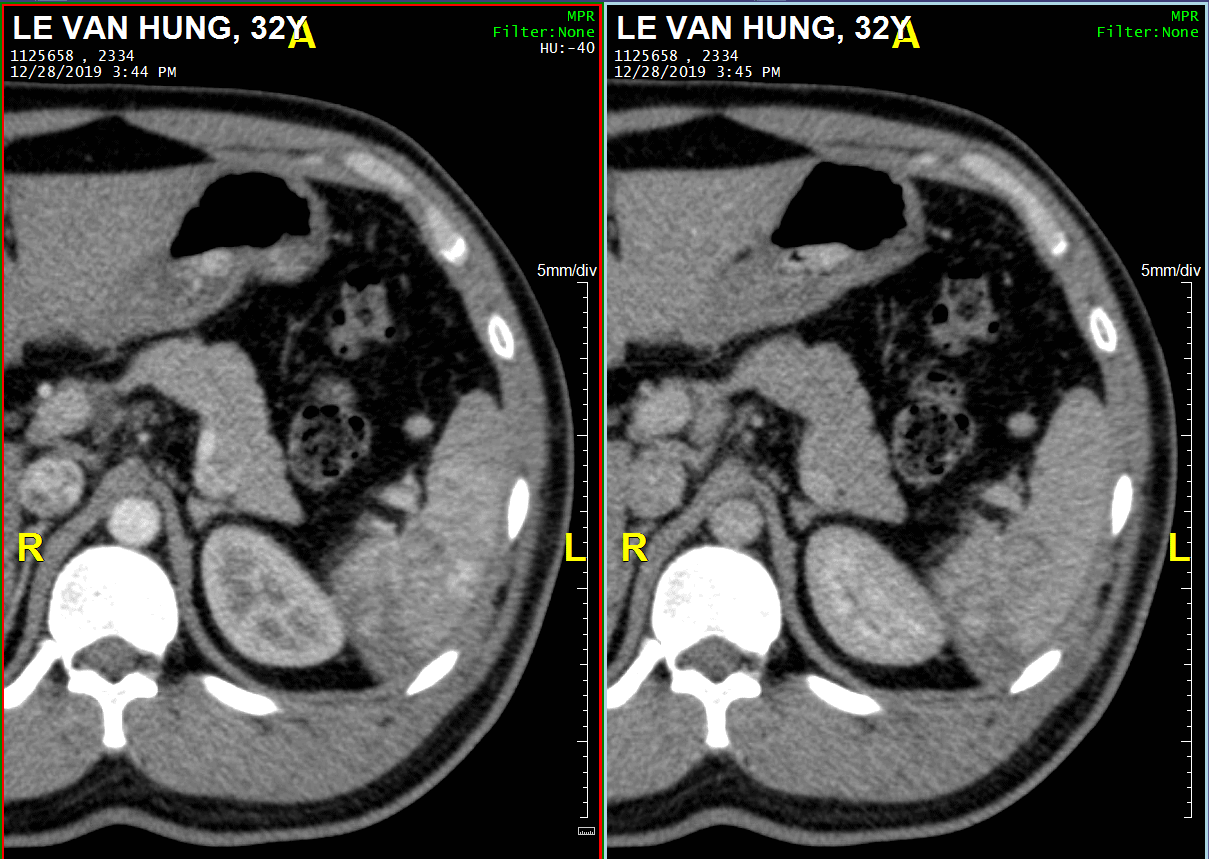 LE VAN HUNG, 32Y
A
MPR
Filter:None
HU:-40
1125658 , 2334
12/28/2019 3:44 PM
5mm/div
R
L
LE VAN HUNG, 32Y
A
MPR
Filter:None
1125658 , 2334
12/28/2019 3:45 PM
5mm/div
R
L